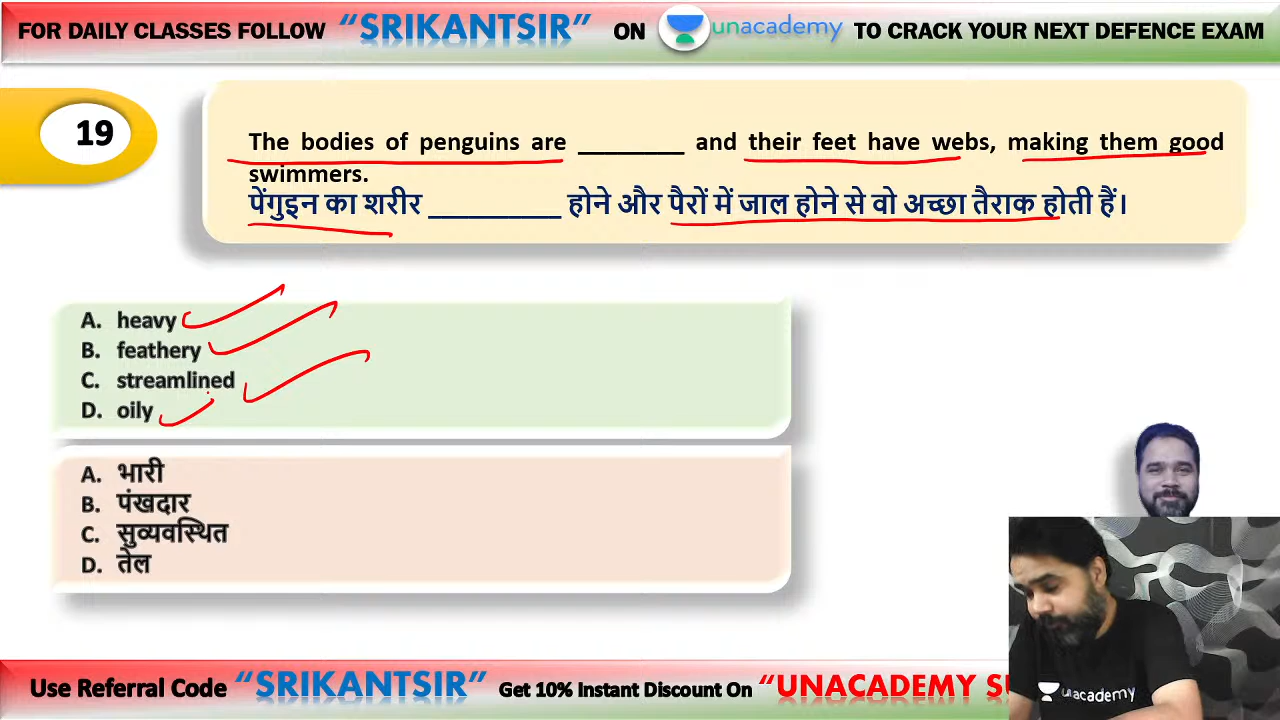 FOR DAILY CLASSES FOLLOW "SRIKANTSIR" ON unacademy TO CRACK YOUR NEXT DEFENCE EXAM
19
The bodies of penguins are ________ and their feet have webs, making them good
swimmers.
पेंगुइन का शरीर __________ होने और पैरों में जाल होने से वो अच्छा तैराक होती हैं।
A. heavy
B. feathery
C. streamlined
D. oily
A. भारी
B. पंखदार
C. सुव्यवस्थित
D. तेल
unacademy
Use Referral Code "SRIKANTSIR" Get 10% Instant Discount On "UNACADEMY